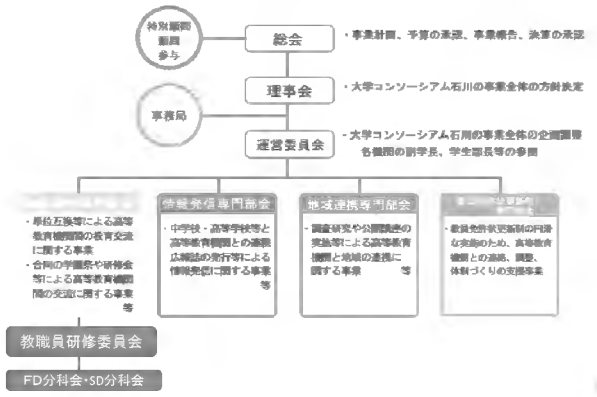 特別顧問
顧問
参与
総会
・事業計画、予算の承認、事業報告、決算の承認
理事会
・大学コンソーシアム石川の事業全体の方針決定
事務局
運営委員会
・大学コンソーシアム石川の事業全体の企画調整
各機関の副学長、学生部長等の参画
・単位互換等による高等
教育機関間の教育交流
に関する事業
・合同の学園祭や研修会
等による高等教育機関
間の交流に関する事業
等
情報発信専門部会
・中学校・高等学校等と
高等教育機関との連携
広報誌の発行等による
情報発信に関する事業
等
地域連携専門部会
・調査研究や公開講座の
実施等による高等教育
機関と地域の連携に
関する事業 等
・教員免許状更新制の円滑
な実施のため、高等教育
機関との連絡、調整、
体制づくりの支援事業
教職員研修委員会
FD分科会・SD分科会